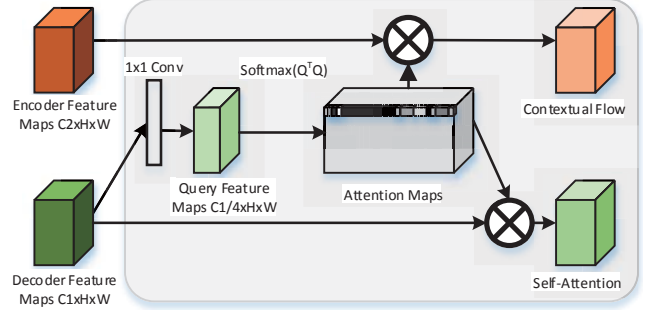 1x1 Conv
Softmax(QᵀQ)
Encoder Feature
Maps C2xHxW
Contextual Flow
Query Feature
Maps C1/4xHxW
Attention Maps
Decoder Feature
Maps C1xHxW
Self-Attention